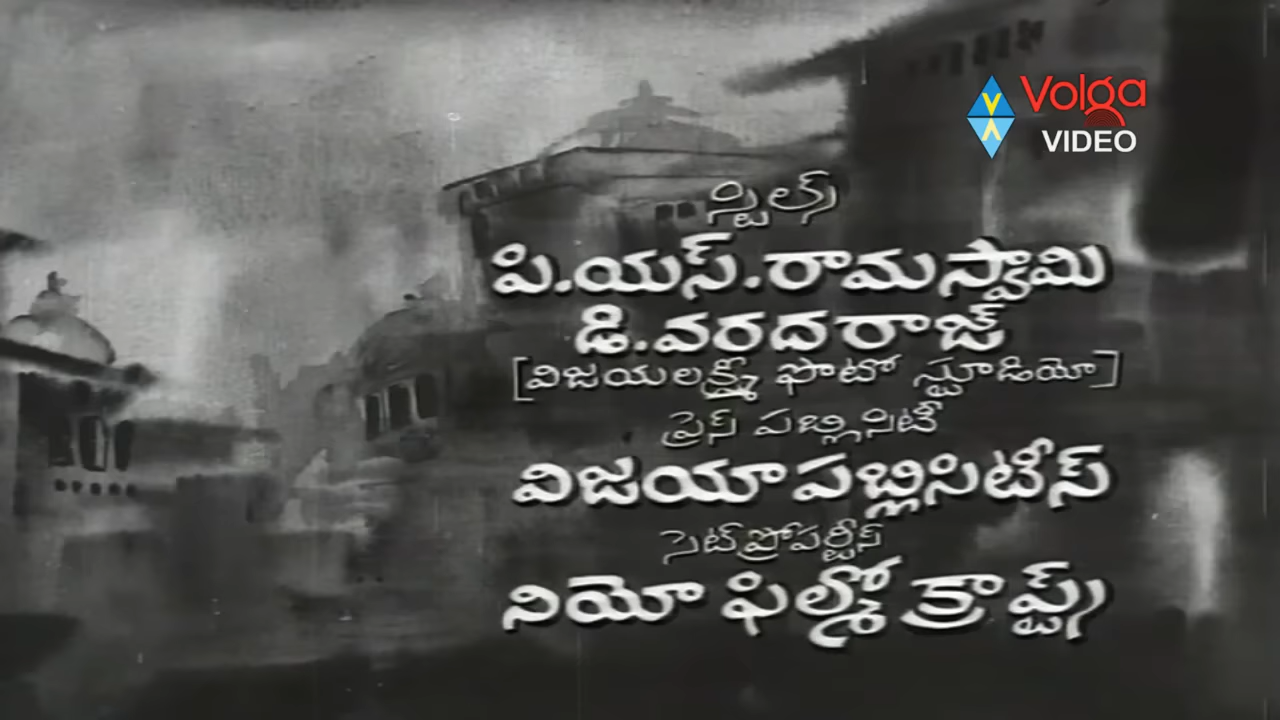 Volga
VIDEO
స్టిల్స్
పి.యస్.రామస్వామి
డి.వరదరాజ్
[విజయలక్ష్మీ ఫొటో స్టూడియో]
ప్రెస్ పబ్లిసిటీ
విజయా పబ్లిసిటీస్
సెట్‌ప్రోపర్టీస్
నియో ఫిల్మో క్రాఫ్ట్స్